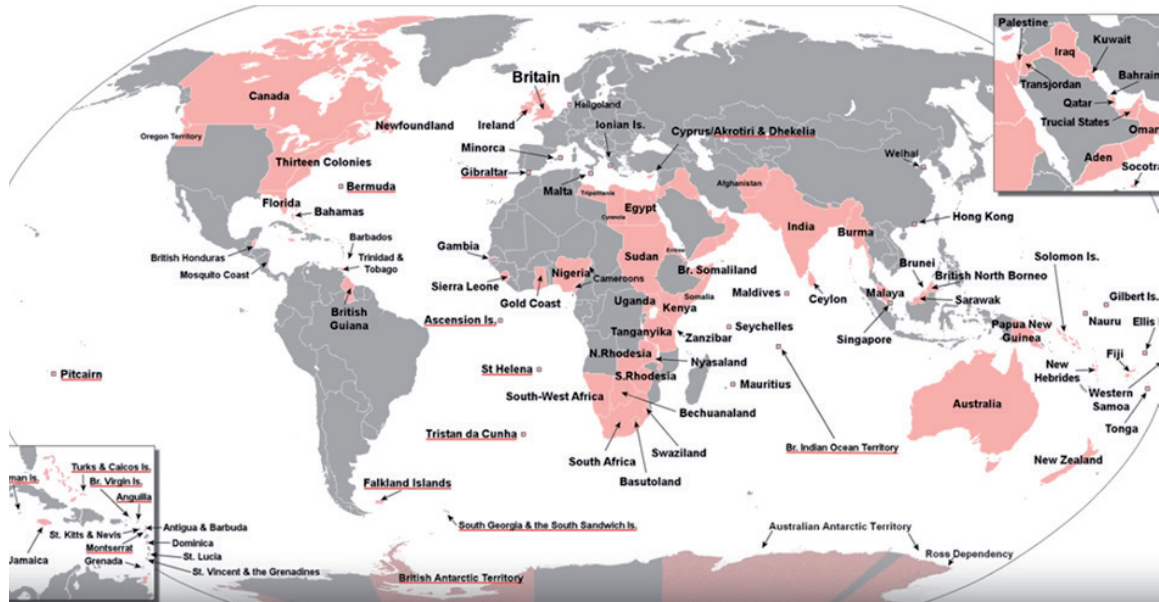 Canada
Newfoundland
Oregon Territory
Thirteen Colonies
Bermuda
Florida
Bahamas
British Honduras
Mosquito Coast
Barbados
Trinidad &
Tobago
British
Guiana
Pitcairn
Britain
Ireland
Heligoland
Ionian Is.
Minorca
Gibraltar
Malta
Cyprus/Akrotiri & Dhekelia
Tripolitania
Cyrenaica
Egypt
Sudan
Eritrea
Br. Somaliland
Somalia
Gambia
Sierra Leone
Gold Coast
Nigeria
Cameroons
Uganda
Kenya
Tanganyika
Zanzibar
N.Rhodesia
Nyasaland
S.Rhodesia
South-West Africa
Bechuanaland
Swaziland
South Africa
Basutoland
Ascension Is.
St Helena
Tristan da Cunha
Falkland Islands
South Georgia & the South Sandwich Is.
British Antarctic Territory
Afghanistan
India
Burma
Ceylon
Maldives
Seychelles
Mauritius
Br. Indian Ocean Territory
Weihai
Hong Kong
Brunei
British North Borneo
Malaya
Sarawak
Singapore
Solomon Is.
Gilbert Is.
Nauru
Ellis
Papua New
Guinea
Fiji
New
Hebrides
Western
Samoa
Tonga
Australia
New Zealand
Australian Antarctic Territory
Ross Dependency
Palestine
Iraq
Kuwait
Transjordan
Bahrain
Qatar
Trucial States
Oman
Aden
Socotra
Turks & Caicos Is.
man Is.
Br. Virgin Is.
Anguilla
Antigua & Barbuda
St. Kitts & Nevis
Montserrat
Dominica
Jamaica
Grenada
St. Lucia
St. Vincent & the Grenadines